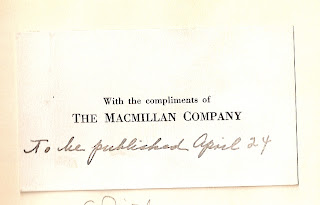 With the compliments of
THE MACMILLAN COMPANY
To be published April 24